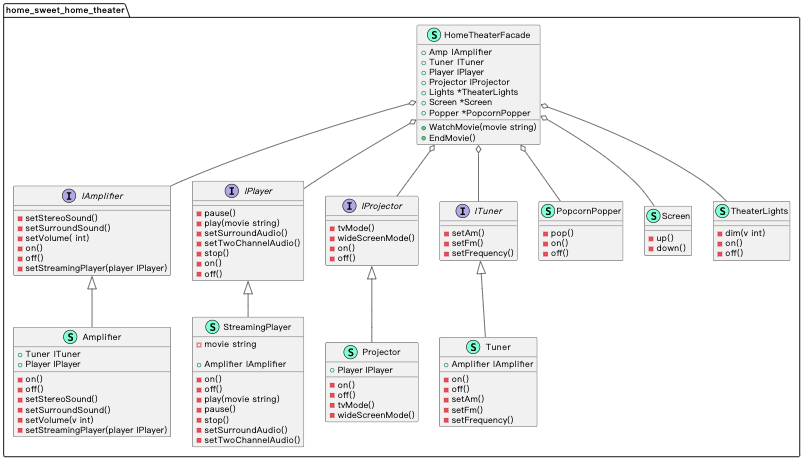 home_sweet_home_theater
S HomeTheaterFacade
Amp IAmplifier
Tuner ITuner
Player IPlayer
Projector IProjector
Lights *TheaterLights
Screen *Screen
Popper *PopcornPopper
WatchMovie(movie string)
EndMovie()
I IAmplifier
setStereoSound()
setSurroundSound()
setVolume( int)
on()
off()
setStreamingPlayer(player IPlayer)
I IPlayer
pause()
play(movie string)
setSurroundAudio()
setTwoChannelAudio()
stop()
on()
off()
I IProjector
tvMode()
wideScreenMode()
on()
off()
I ITuner
setAm()
setFm()
setFrequency()
S PopcornPopper
pop()
on()
off()
S Screen
up()
down()
S TheaterLights
dim(v int)
on()
off()
S Amplifier
Tuner ITuner
Player IPlayer
on()
off()
setStereoSound()
setSurroundSound()
setVolume(v int)
setStreamingPlayer(player IPlayer)
S StreamingPlayer
movie string
Amplifier IAmplifier
on()
off()
play(movie string)
pause()
stop()
setSurroundAudio()
setTwoChannelAudio()
S Projector
Player IPlayer
on()
off()
tvMode()
wideScreenMode()
S Tuner
Amplifier IAmplifier
on()
off()
setAm()
setFm()
setFrequency()